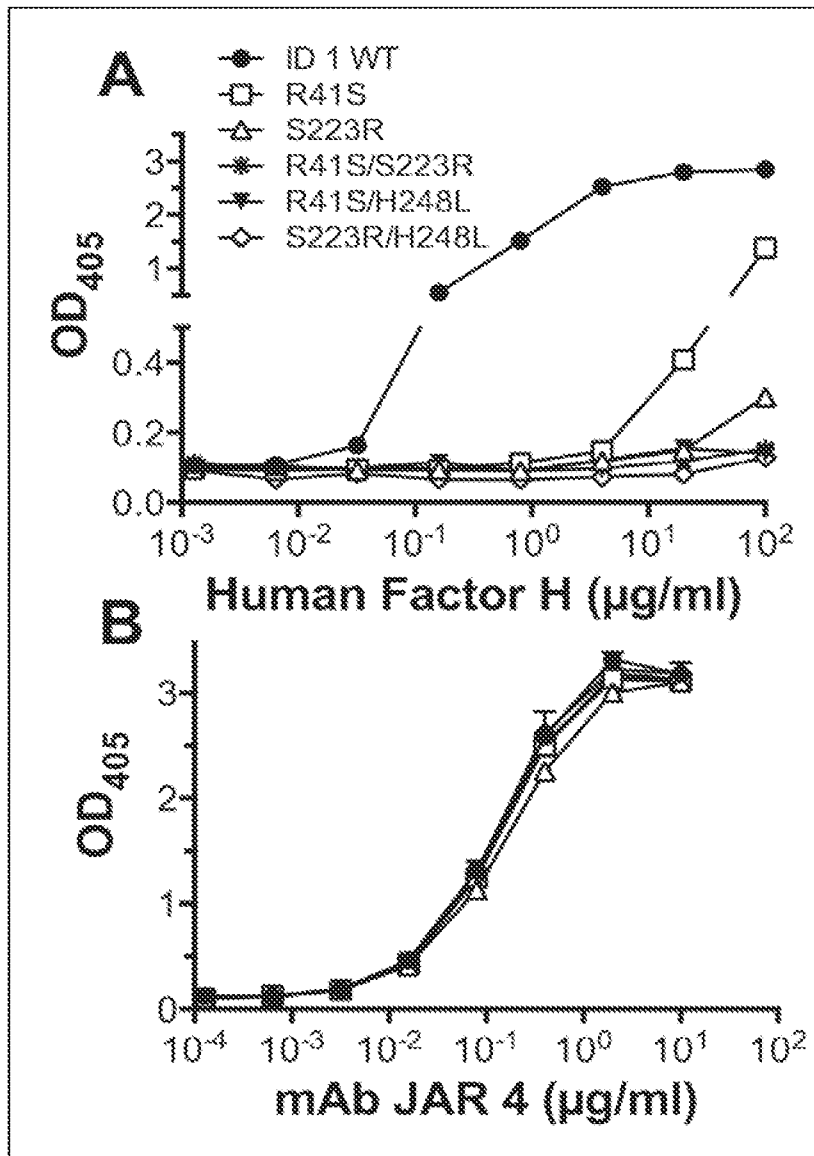 A
ID 1 WT
R41S
S223R
R41S/S223R
R41S/H248L
S223R/H248L
OD405
3
2
1
0.4
0.2
0.0
10-3 10-2 10-1 100 101 102
Human Factor H (μg/ml)
B
OD405
3
2
1
0
10-4 10-3 10-2 10-1 100 101 102
mAb JAR 4 (μg/ml)